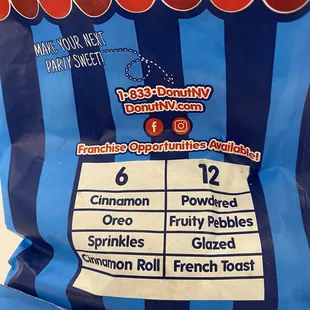 MAKE YOUR NEXT
PARTY SWEET!
1-833-DonutNV
DonutNV.com
Franchise Opportunities Available!
6 12
Cinnamon Powdered
Oreo Fruity Pebbles
Sprinkles Glazed
Cinnamon Roll French Toast